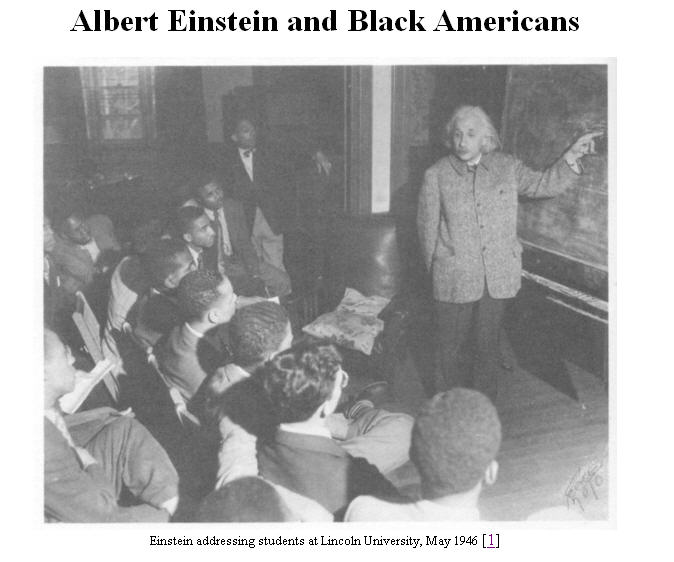 Albert Einstein and Black Americans
Einstein addressing students at Lincoln University, May 1946 [1]